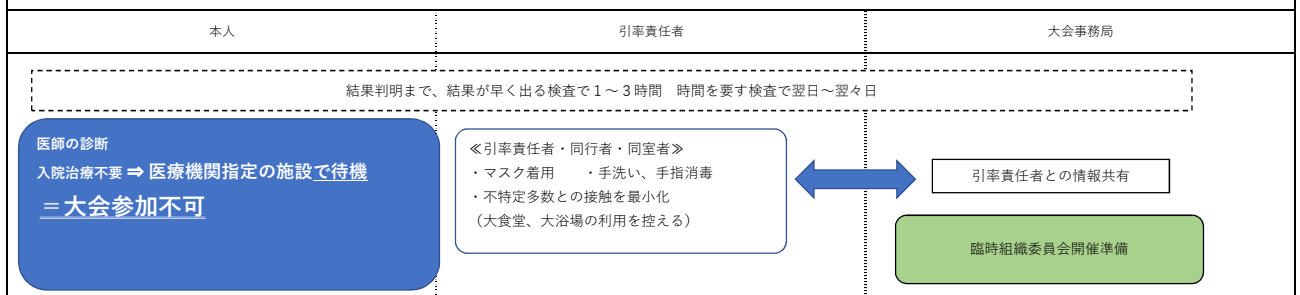 本人
引率責任者
大会事務局
結果判明まで、結果が早く出る検査で１～３時間　時間を要す検査で翌日～翌々日
医師の診断
入院治療不要 ⇒ 医療機関指定の施設で待機
＝大会参加不可
≪引率責任者・同行者・同室者≫
・マスク着用　　・手洗い、手指消毒
・不特定多数との接触を最小化
（大食堂、大浴場の利用を控える）
引率責任者との情報共有
臨時組織委員会開催準備